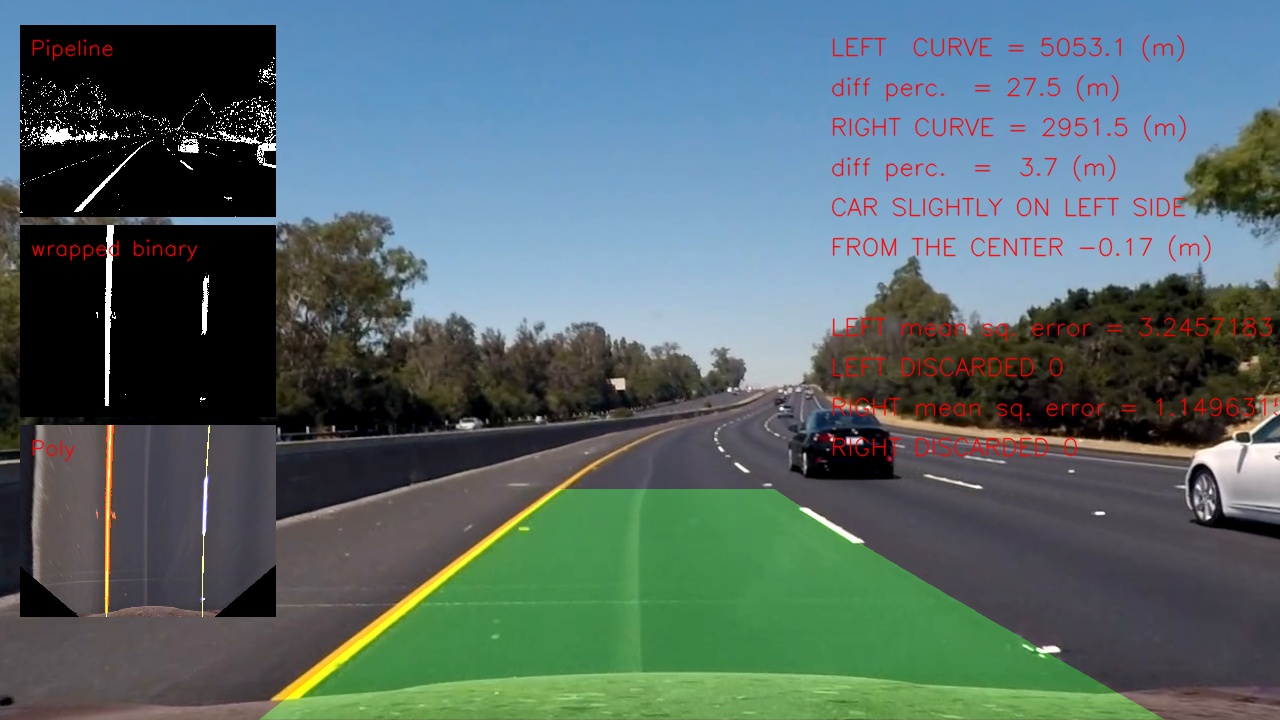 Pipeline
wrapped binary
Poly
LEFT CURVE = 5053.1 (m)
diff perc. = 27.5 (m)
RIGHT CURVE = 2951.5 (m)
diff perc. = 3.7 (m)
CAR SLIGHTLY ON LEFT SIDE
FROM THE CENTER -0.17 (m)
LEFT mean sq. error = 3.2457183
LEFT DISCARDED 0
RIGHT mean sq. error = 1.149631
RIGHT DISCARDED 0